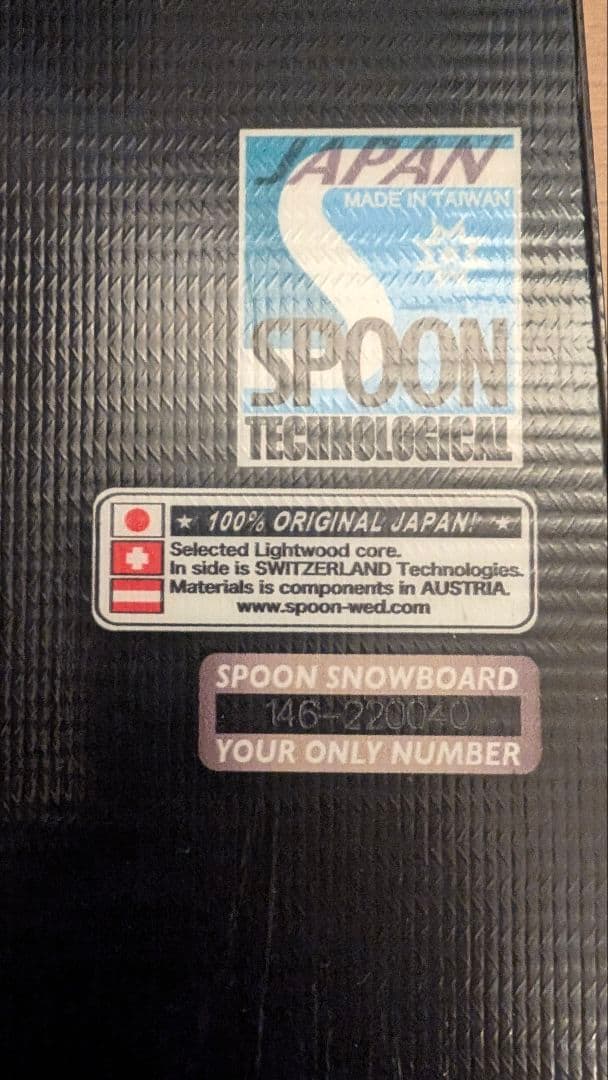 JAPAN
MADE IN TAIWAN
SPOON
TECHNOLOGICAL
★ 100% ORIGINAL JAPAN! ★
Selected Lightwood core.
In side is SWITZERLAND Technologies.
Materials is components in AUSTRIA.
www.spoon-wed.com
SPOON SNOWBOARD
146-220040
YOUR ONLY NUMBER